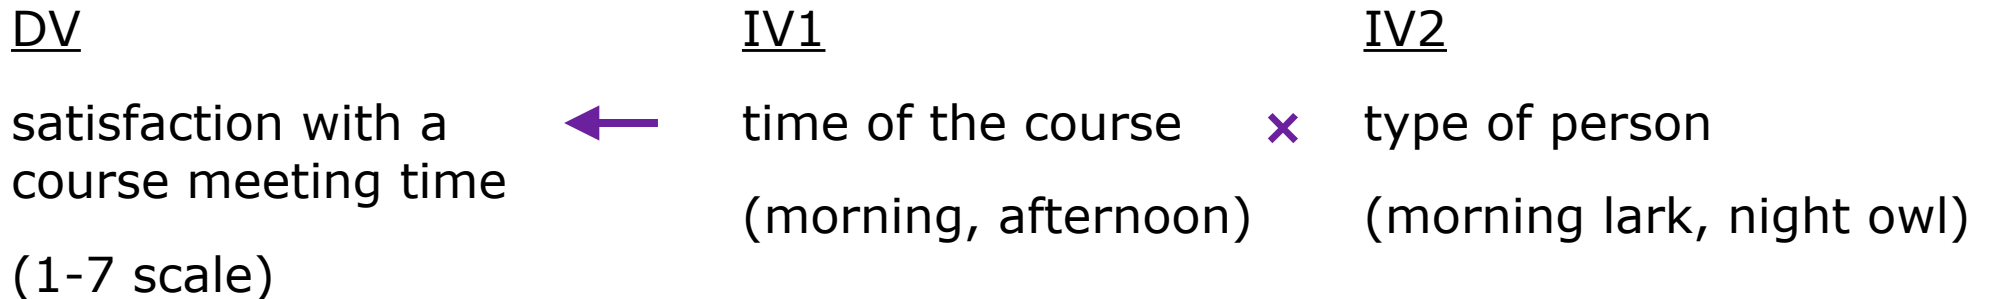 DV
satisfaction with a
course meeting time
(1-7 scale)
IV1
time of the course
(morning, afternoon)
×
IV2
type of person
(morning lark, night owl)